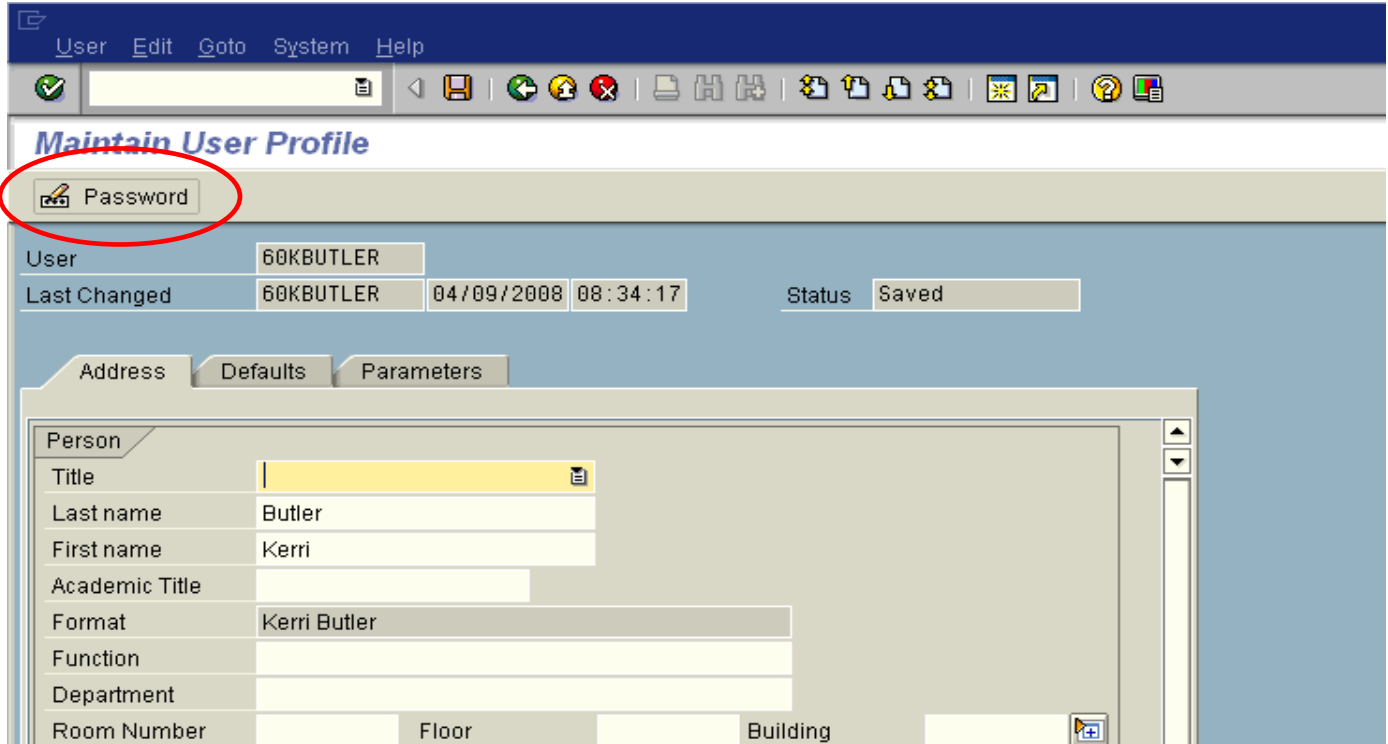 User Edit Goto System Help
Maintain User Profile
Password
User 60KBUTLER
Last Changed 60KBUTLER 04/09/2008 08:34:17 Status Saved
Address Defaults Parameters
Person
Title
Last name Butler
First name Kerri
Academic Title
Format Kerri Butler
Function
Department
Room Number Floor Building